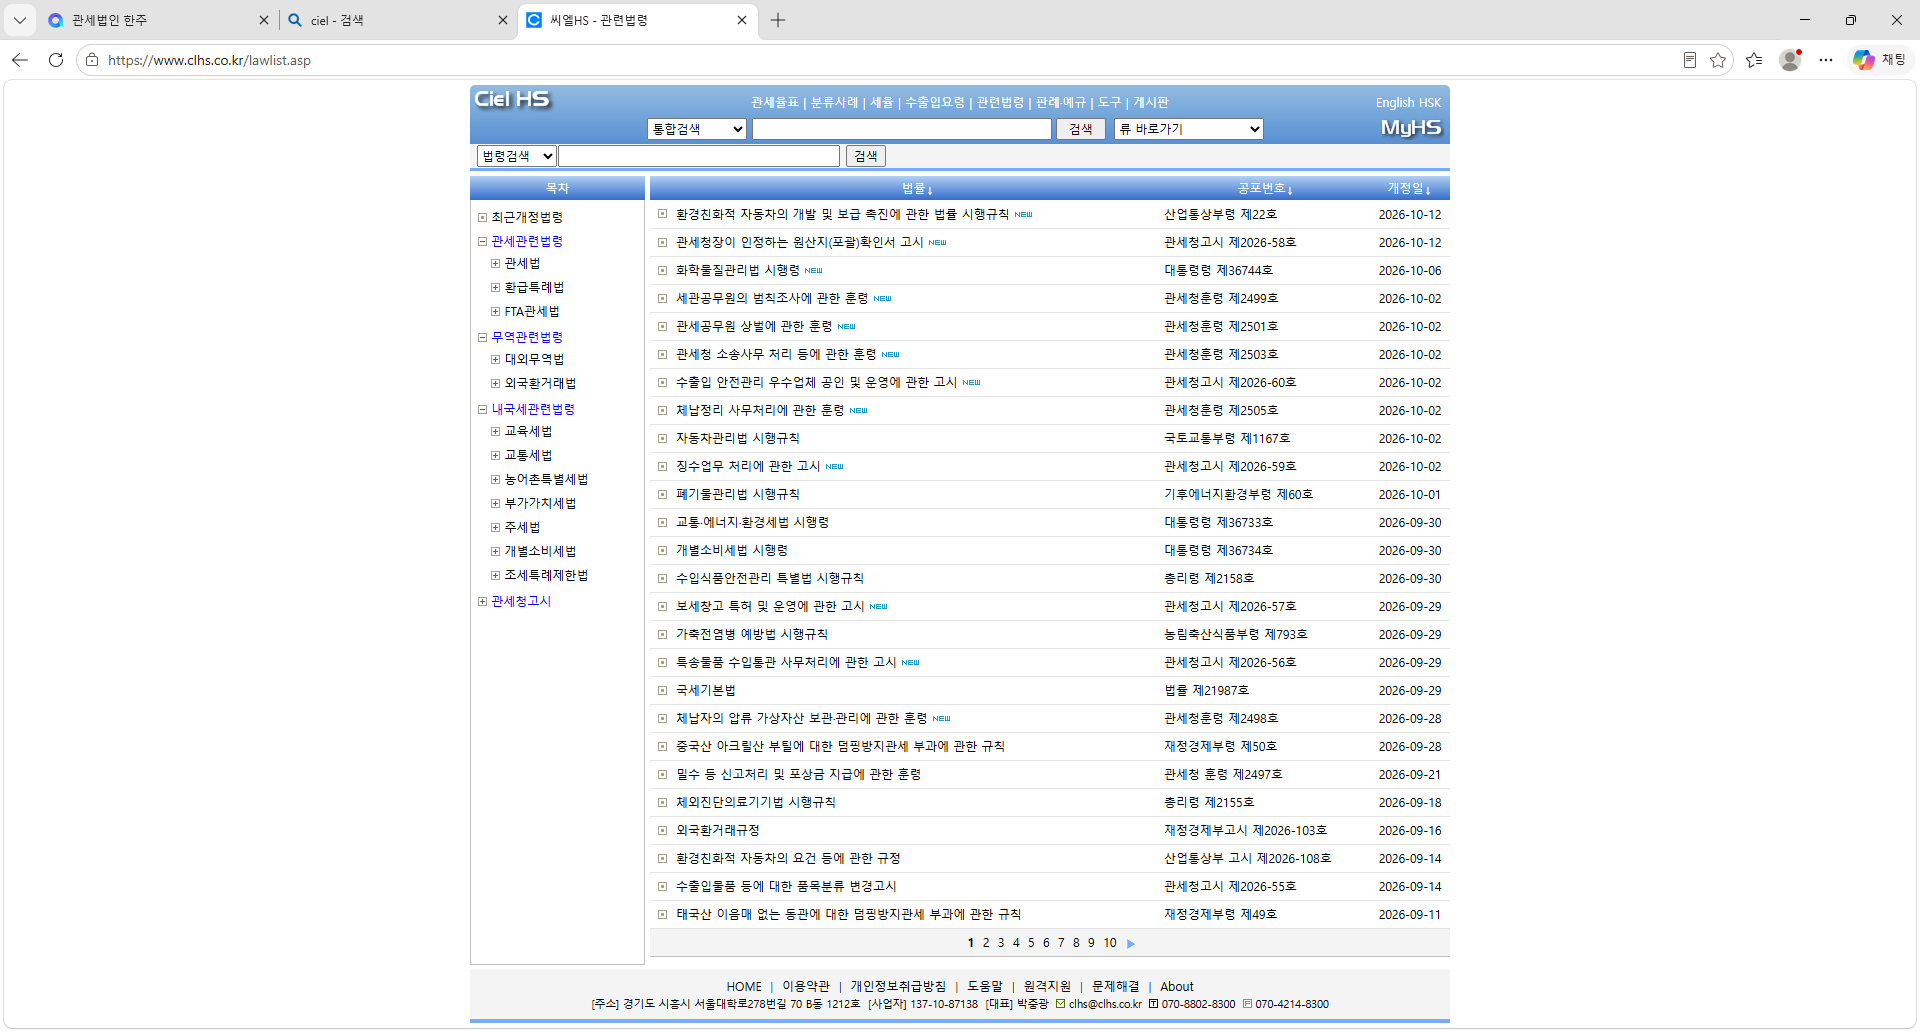 관세법인 한주
ciel - 검색
씨엘HS - 관련법령
https://www.clhs.co.kr/lawlist.asp
채팅
Ciel HS
관세율표 | 분류사례 | 세율 | 수출입요령 | 관련법령 | 판례·예규 | 도구 | 게시판
English HSK
통합검색
검색
류 바로가기
MyHS
법령검색
검색
목차
최근개정법령
관세관련법령
관세법
환급특례법
FTA관세법
무역관련법령
대외무역법
외국환거래법
내국세관련법령
교육세법
교통세법
농어촌특별세법
부가가치세법
주세법
개별소비세법
조세특례제한법
관세청고시
법률↓ 공포번호↓ 개정일↓
환경친화적 자동차의 개발 및 보급 촉진에 관한 법률 시행규칙 NEW 산업통상부령 제22호 2026-10-12
관세청장이 인정하는 원산지(포괄)확인서 고시 NEW 관세청고시 제2026-58호 2026-10-12
화학물질관리법 시행령 NEW 대통령령 제36744호 2026-10-06
세관공무원의 범칙조사에 관한 훈령 NEW 관세청훈령 제2499호 2026-10-02
관세공무원 상벌에 관한 훈령 NEW 관세청훈령 제2501호 2026-10-02
관세청 소송사무 처리 등에 관한 훈령 NEW 관세청훈령 제2503호 2026-10-02
수출입 안전관리 우수업체 공인 및 운영에 관한 고시 NEW 관세청고시 제2026-60호 2026-10-02
체납정리 사무처리에 관한 훈령 NEW 관세청훈령 제2505호 2026-10-02
자동차관리법 시행규칙 국토교통부령 제1167호 2026-10-02
징수업무 처리에 관한 고시 NEW 관세청고시 제2026-59호 2026-10-02
폐기물관리법 시행규칙 기후에너지환경부령 제60호 2026-10-01
교통·에너지·환경세법 시행령 대통령령 제36733호 2026-09-30
개별소비세법 시행령 대통령령 제36734호 2026-09-30
수입식품안전관리 특별법 시행규칙 총리령 제2158호 2026-09-30
보세창고 특허 및 운영에 관한 고시 NEW 관세청고시 제2026-57호 2026-09-29
가축전염병 예방법 시행규칙 농림축산식품부령 제793호 2026-09-29
특송물품 수입통관 사무처리에 관한 고시 NEW 관세청고시 제2026-56호 2026-09-29
국세기본법 법률 제21987호 2026-09-29
체납자의 압류 가상자산 보관·관리에 관한 훈령 NEW 관세청훈령 제2498호 2026-09-28
중국산 아크릴산 부틸에 대한 덤핑방지관세 부과에 관한 규칙 재정경제부령 제50호 2026-09-28
밀수 등 신고처리 및 포상금 지급에 관한 훈령 관세청 훈령 제2497호 2026-09-21
체외진단의료기기법 시행규칙 총리령 제2155호 2026-09-18
외국환거래규정 재정경제부고시 제2026-103호 2026-09-16
환경친화적 자동차의 요건 등에 관한 규정 산업통상부 고시 제2026-108호 2026-09-14
수출입물품 등에 대한 품목분류 변경고시 관세청고시 제2026-55호 2026-09-14
태국산 이음매 없는 동관에 대한 덤핑방지관세 부과에 관한 규칙 재정경제부령 제49호 2026-09-11
1 2 3 4 5 6 7 8 9 10
HOME | 이용약관 | 개인정보취급방침 | 도움말 | 원격지원 | 문제해결 | About
[주소] 경기도 시흥시 서울대학로278번길 70 B동 1212호 [사업자] 137-10-87138 [대표] 박중광 clhs@clhs.co.kr 070-8802-8300 070-4214-8300